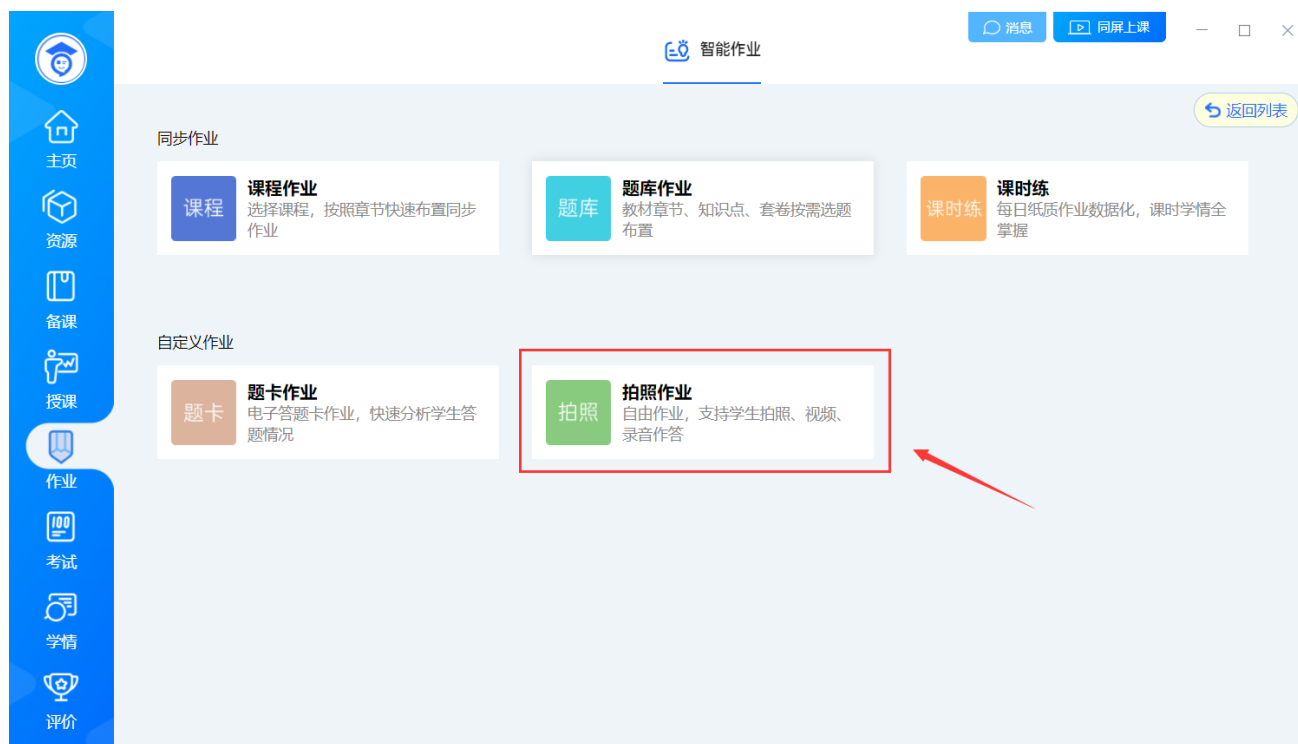 消息
同屏上课
智能作业
返回列表
主页
资源
备课
授课
作业
100
考试
学情
评价
同步作业
课程
课程作业
选择课程，按照章节快速布置同步
作业
题库
题库作业
教材章节、知识点、套卷按需选题
布置
课时练
课时练
每日纸质作业数据化，课时学情全
掌握
自定义作业
题卡
题卡作业
电子答题卡作业，快速分析学生答
题情况
拍照
拍照作业
自由作业，支持学生拍照、视频、
录音作答